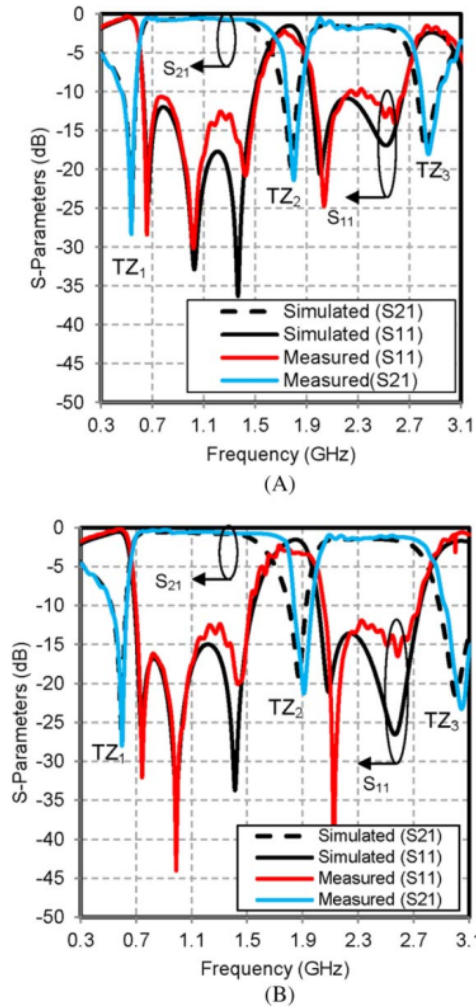 0
-5
-10
-15
-20
-25
-30
-35
-40
-45
-50
S-Parameters (dB)
S21
TZ1
TZ2
S11
TZ3
Simulated (S21)
Simulated (S11)
Measured (S11)
Measured(S21)
0.3 0.7 1.1 1.5 1.9 2.3 2.7 3.1
Frequency (GHz)
(A)
0
-5
-10
-15
-20
-25
-30
-35
-40
-45
-50
S-Parameters (dB)
S21
TZ1
TZ2
TZ3
S11
Simulated (S21)
Simulated (S11)
Measured (S11)
Measured (S21)
0.3 0.7 1.1 1.5 1.9 2.3 2.7 3.1
Frequency (GHz)
(B)